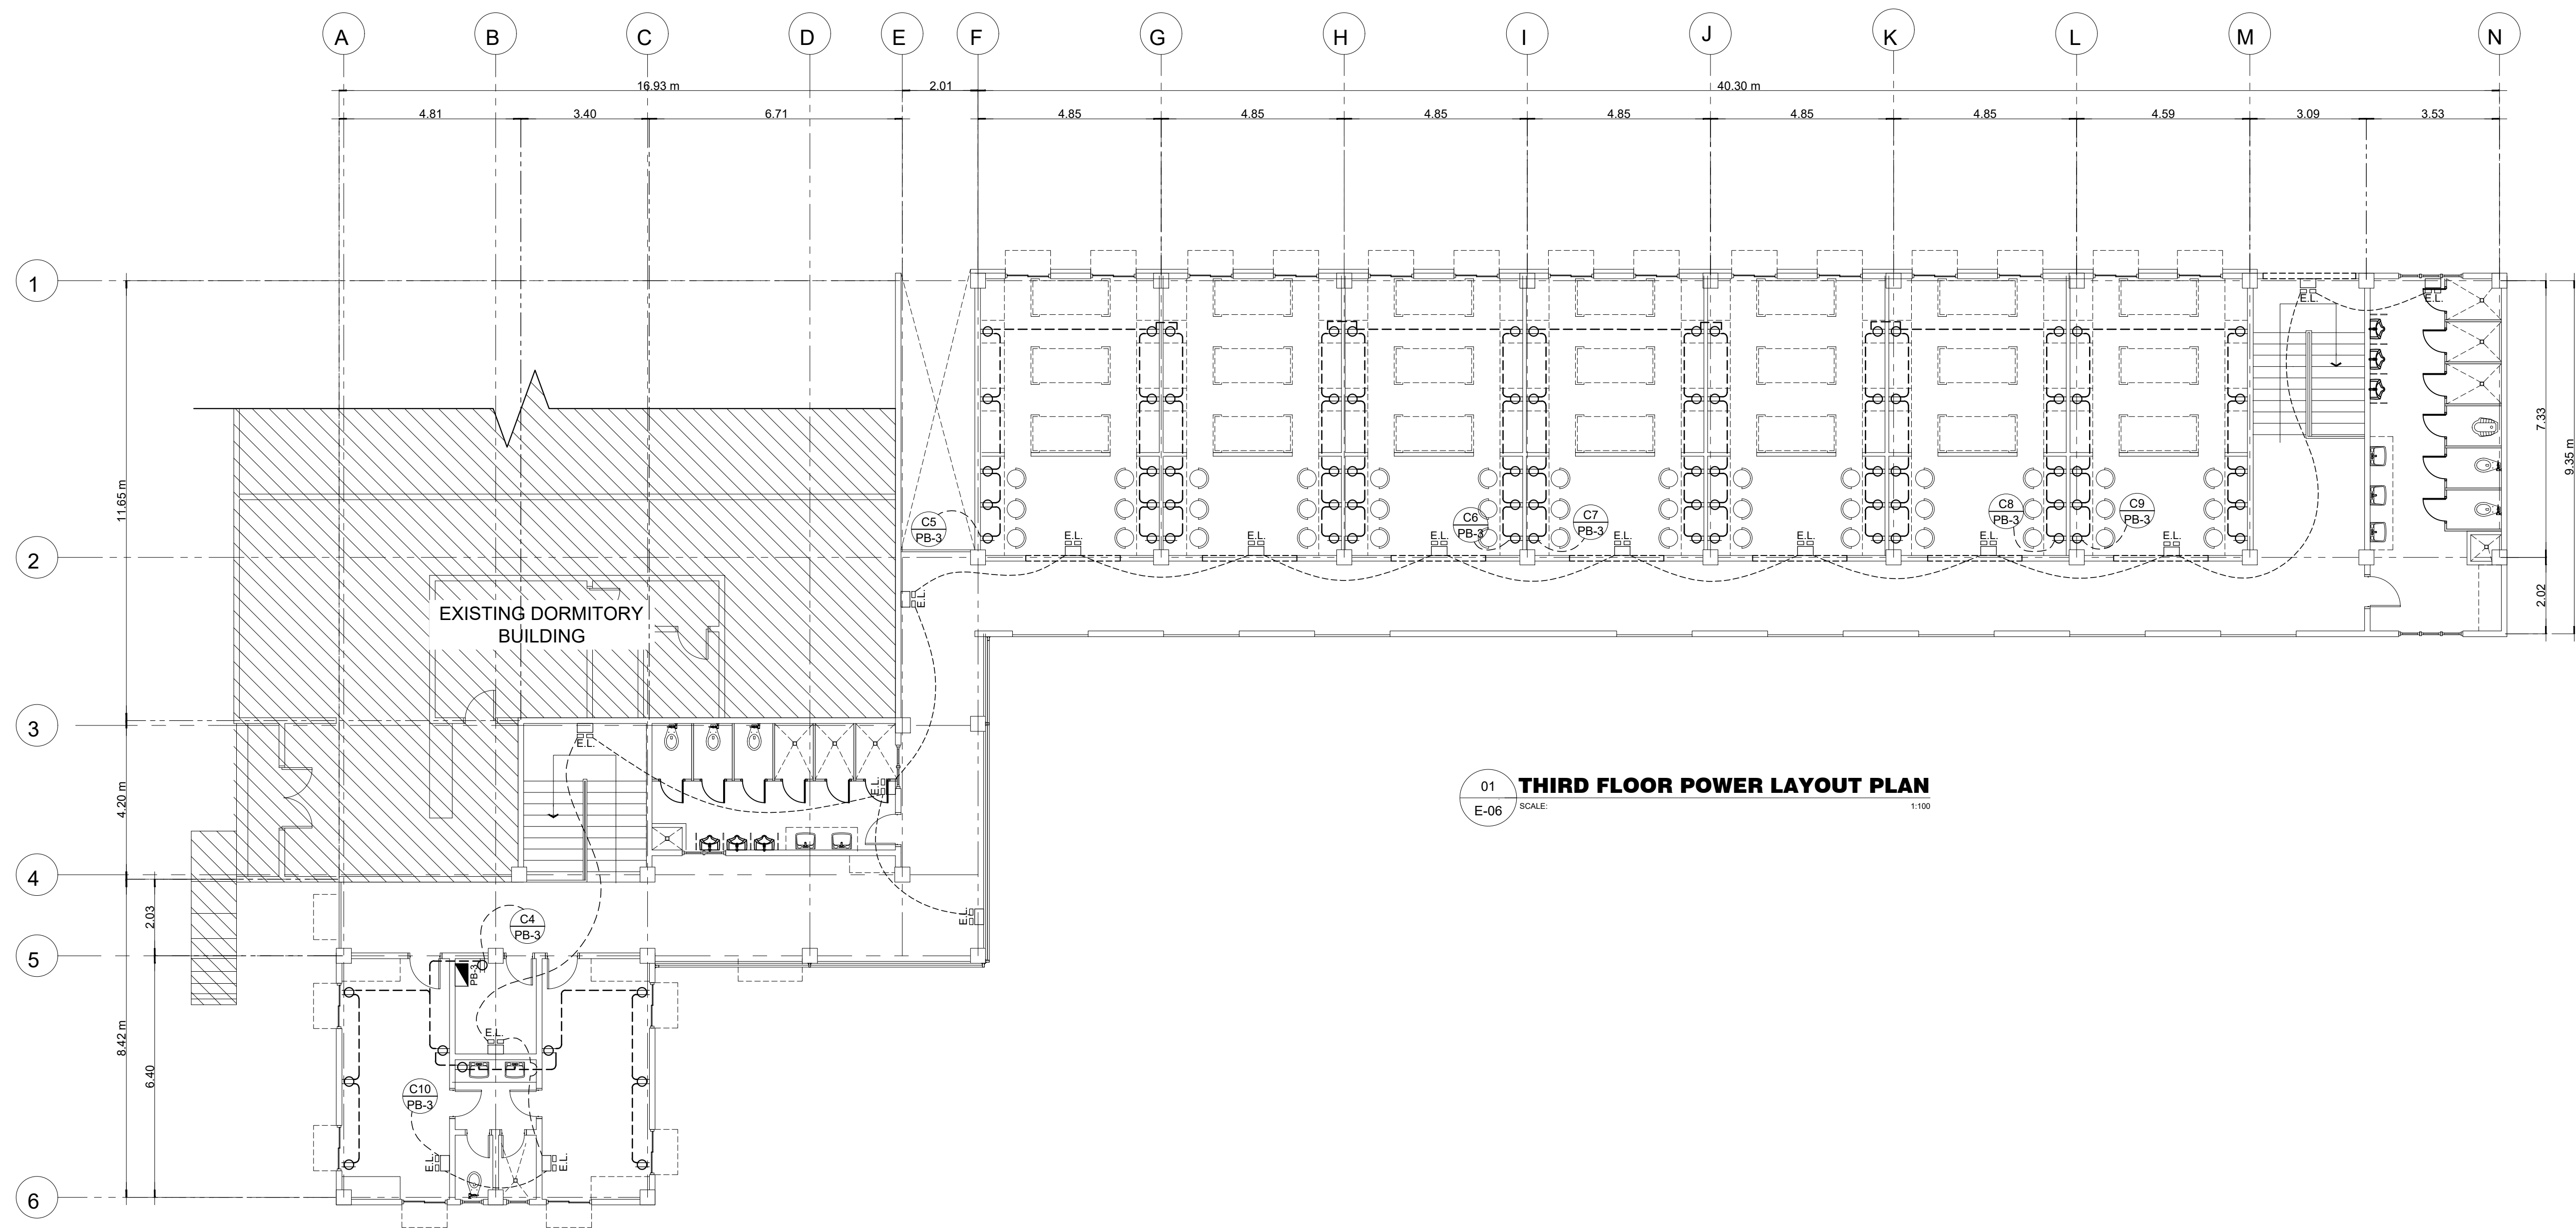 A B C D E F G H I J K L M N
16.93 m 2.01 40.30 m
4.81 3.40 6.71 4.85 4.85 4.85 4.85 4.85 4.85 4.59 3.09 3.53
1
E.L. E.L.
11.65 m
7.33
9.35 m
C5
PB-3
C6
PB-3
C7
PB-3
C8
PB-3
C9
PB-3
E.L. E.L. E.L. E.L. E.L. E.L. E.L.
2
E.L.
2.02
EXISTING DORMITORY
BUILDING
3
E.L.
E.L.
4.20 m
01
E-06
THIRD FLOOR POWER LAYOUT PLAN
SCALE: 1:100
4
2.03
C4
PB-3
E.L.
5
PB-3
8.42 m
6.40
E.L.
C10
PB-3
E.L. E.L.
6